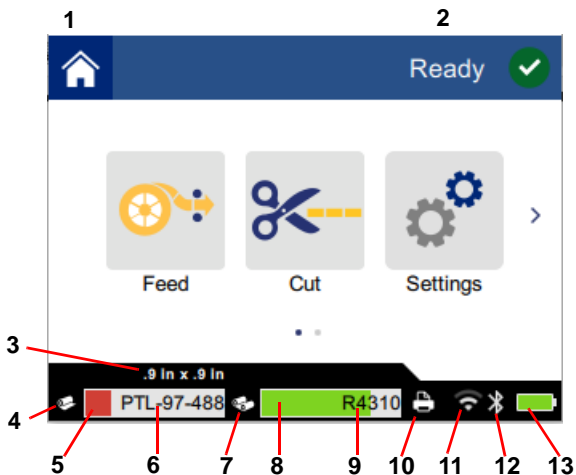 1 2
Ready
Feed Cut Settings
3
.9 in x .9 in
PTL-97-488 R4310
4 5 6 7 8 9 10 11 12 13